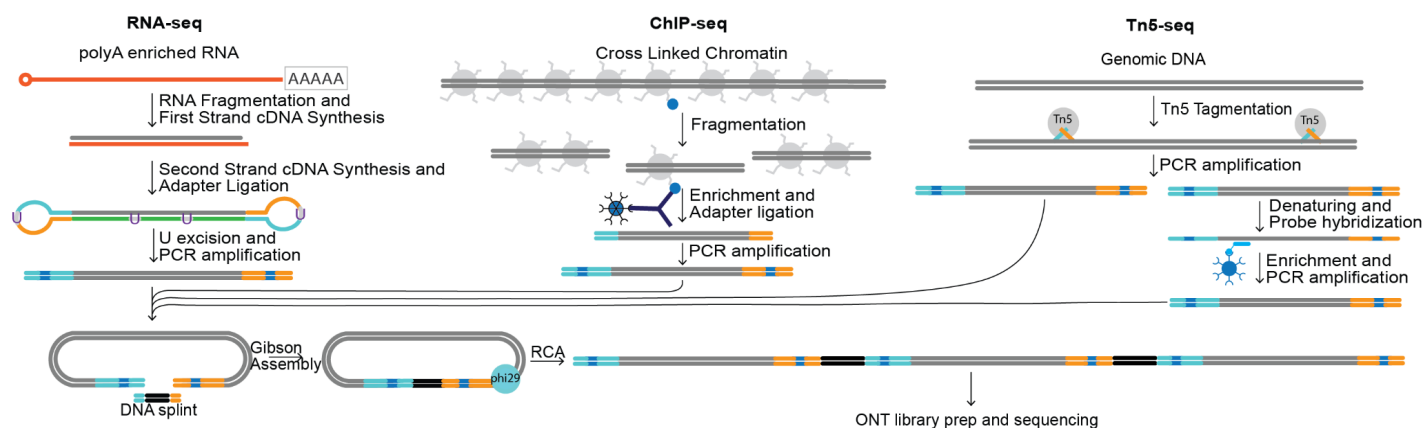 RNA-seq
polyA enriched RNA
AAAAA
RNA Fragmentation and
First Strand cDNA Synthesis
Second Strand cDNA Synthesis and
Adapter Ligation
U
U
U
U
U excision and
PCR amplification
ChIP-seq
Cross Linked Chromatin
Fragmentation
Enrichment and
Adapter ligation
PCR amplification
Tn5-seq
Genomic DNA
Tn5 Tagmentation
Tn5
Tn5
PCR amplification
Denaturing and
Probe hybridization
Enrichment and
PCR amplification
DNA splint
Gibson
Assembly
phi29
RCA
ONT library prep and sequencing